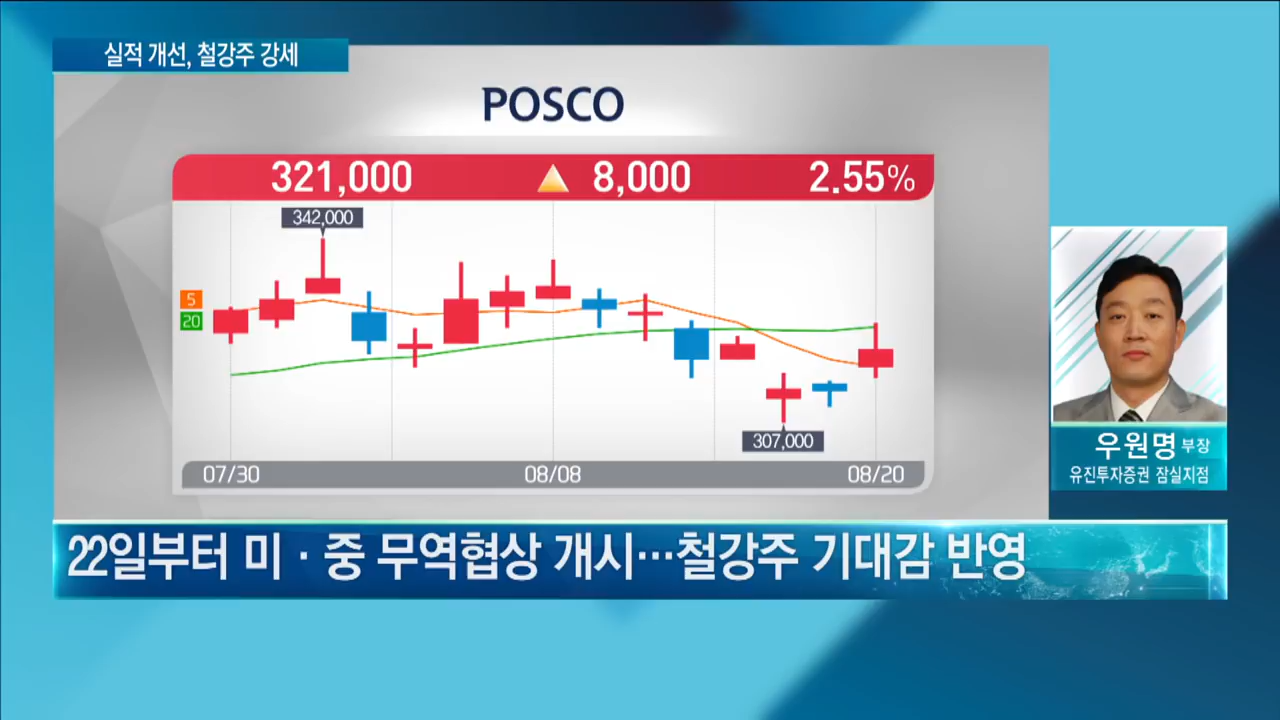 실적 개선, 철강주 강세
POSCO
321,000 ▲ 8,000 2.55%
342,000
5
20
307,000
07/30 08/08 08/20
우원명 부장
유진투자증권 잠실지점
22일부터 미·중 무역협상 개시…철강주 기대감 반영